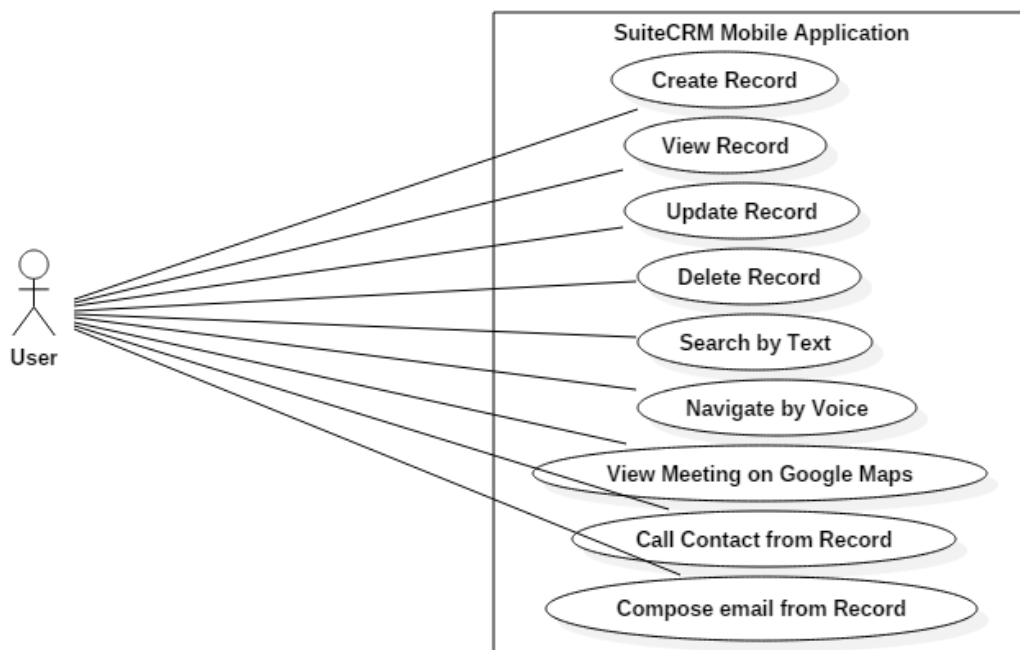 SuiteCRM Mobile Application
Create Record
View Record
Update Record
Delete Record
Search by Text
Navigate by Voice
View Meeting on Google Maps
Call Contact from Record
Compose email from Record
User